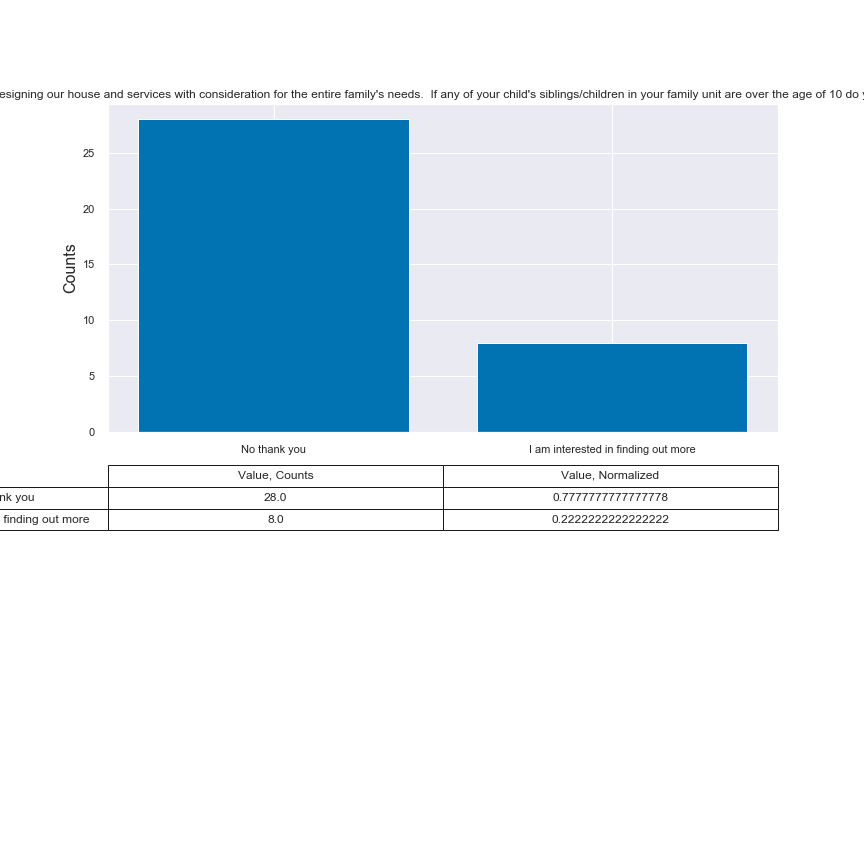 esigning our house and services with consideration for the entire family's needs.  If any of your child's siblings/children in your family unit are over the age of 10 do y
25
20
15
10
5
0
Counts
No thank you
I am interested in finding out more
Value, Counts
Value, Normalized
nk you
28.0
0.7777777777777778
finding out more
8.0
0.2222222222222222